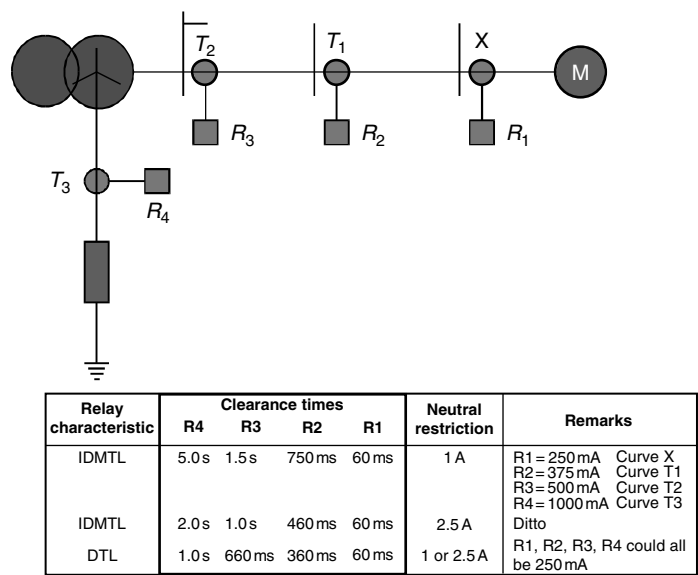 T2 T1 X
M
R3 R2 R1
T3
R4
Relay characteristic Clearance times Neutral restriction Remarks
R4 R3 R2 R1
IDMTL 5.0 s 1.5 s 750 ms 60 ms 1 A R1 = 250 mA Curve X
R2 = 375 mA Curve T1
R3 = 500 mA Curve T2
R4 = 1000 mA Curve T3
IDMTL 2.0 s 1.0 s 460 ms 60 ms 2.5 A Ditto
DTL 1.0 s 660 ms 360 ms 60 ms 1 or 2.5 A R1, R2, R3, R4 could all
be 250 mA